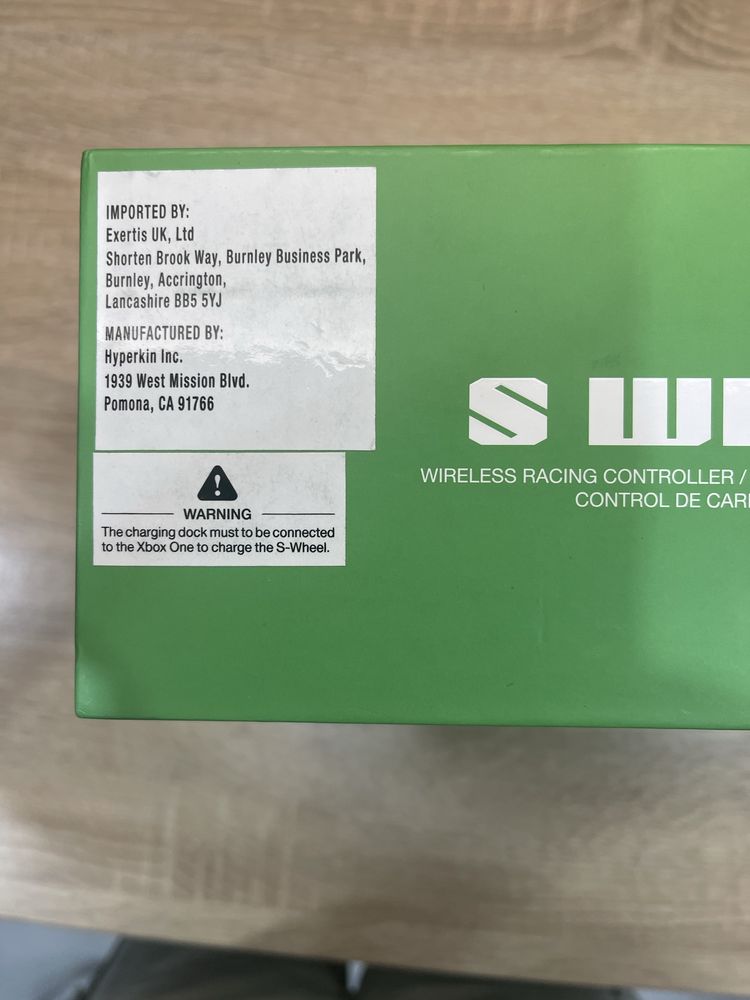 IMPORTED BY:
Exertis UK, Ltd
Shorten Brook Way, Burnley Business Park,
Burnley, Accrington,
Lancashire BB5 5YJ
MANUFACTURED BY:
Hyperkin Inc.
1939 West Mission Blvd.
Pomona, CA 91766
WARNING
The charging dock must to be connected
to the Xbox One to charge the S-Wheel.
S
WIRELESS RACING CONTROLLER /
CONTROL DE